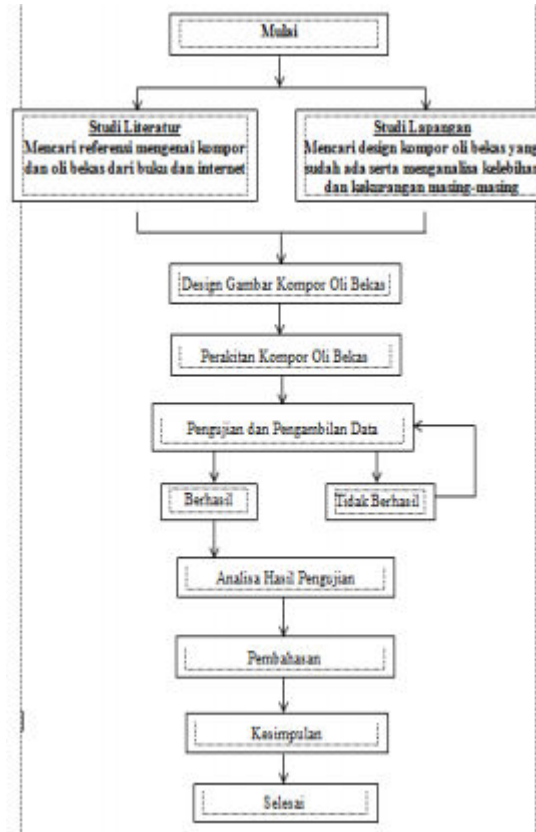 Mulai
Studi Literatur
Mencari referensi mengenai kompor
dan oli bekas dari buku dan internet
Studi Lapangan
Mencari design kompor oli bekas yang
sudah ada serta menganalisa kelebihan
dan kekurangan masing-masing
Design Gambar Kompor Oli Bekas
Perakitan Kompor Oli Bekas
Pengujian dan Pengambilan Data
Berhasil
Tidak Berhasil
Analisa Hasil Pengujian
Pembahasan
Kesimpulan
Selesai